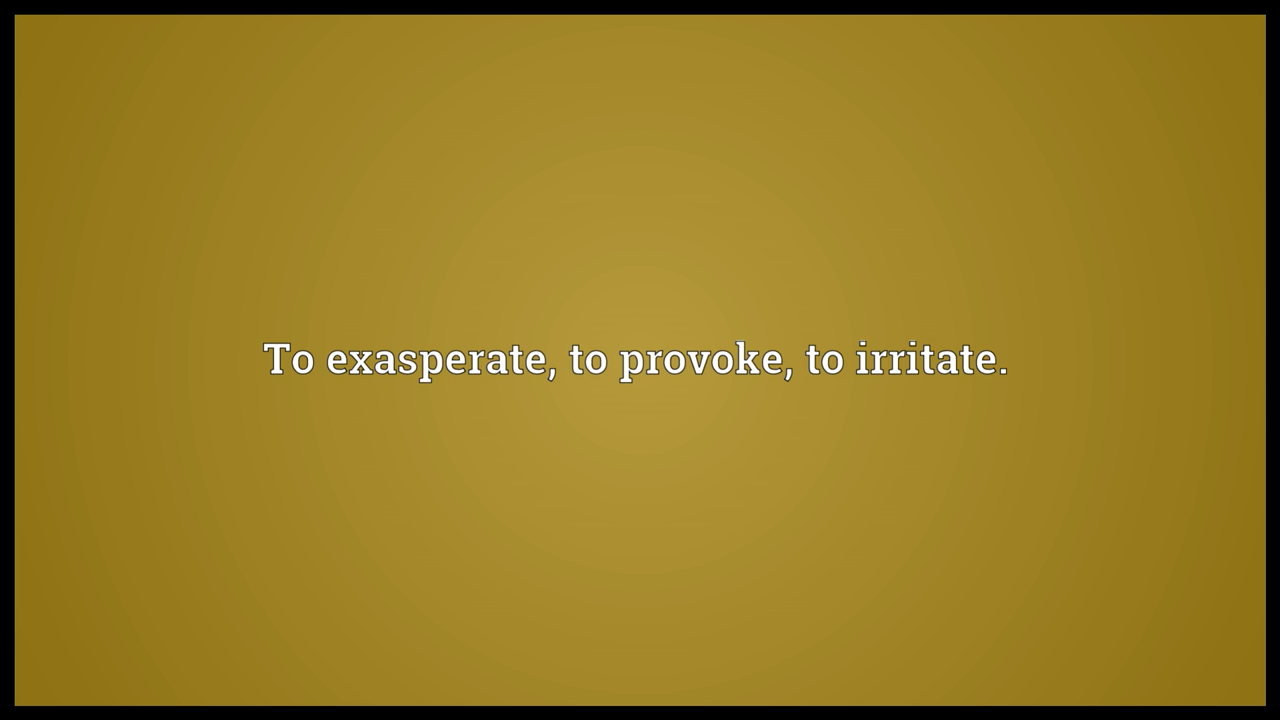 To exasperate, to provoke, to irritate.